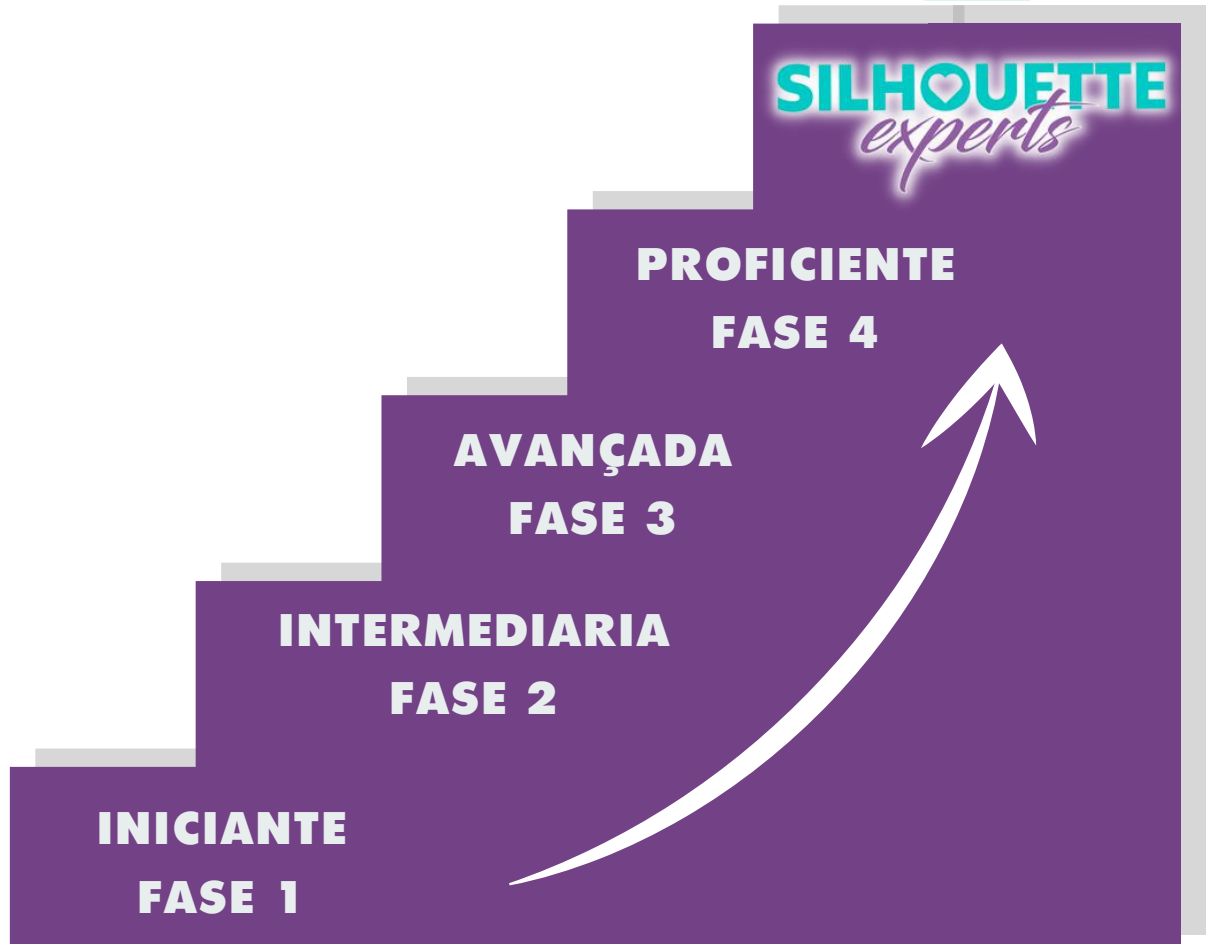 SILHOUETTE
experts
PROFICIENTE
FASE 4
AVANÇADA
FASE 3
INTERMEDIARIA
FASE 2
INICIANTE
FASE 1